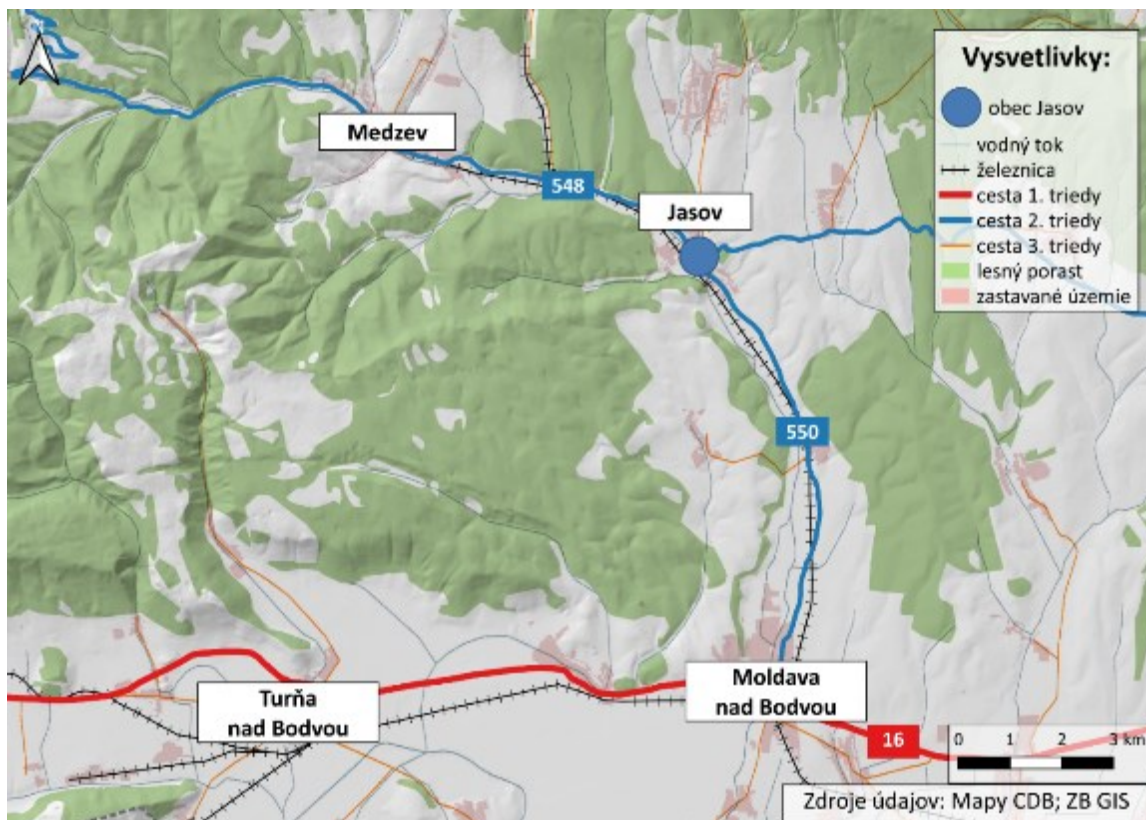 Vysvetlivky:
obec Jasov
vodný tok
železnica
cesta 1. triedy
cesta 2. triedy
cesta 3. triedy
lesný porast
zastavané územie
Medzev
548
Jasov
550
Turňa
nad Bodvou
Moldava
nad Bodvou
16
0 1 2 3 km
Zdroje údajov: Mapy CDB; ZB GIS